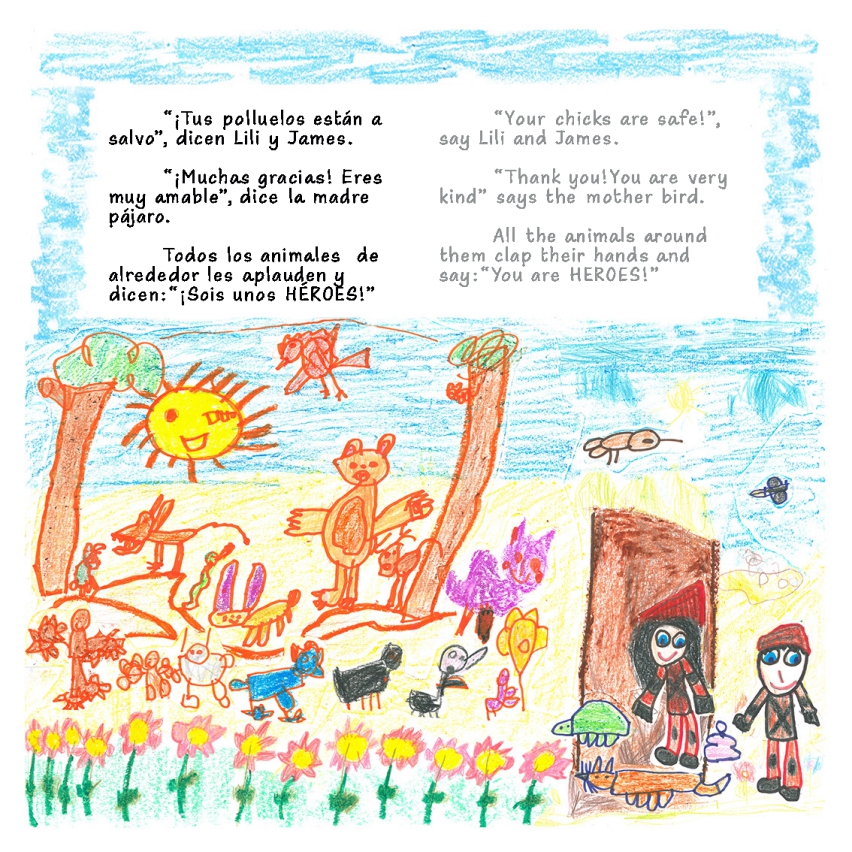 “¡Tus polluelos están a
salvo”, dicen Lili y James.
“¡Muchas gracias! Eres
muy amable”, dice la madre
pájaro.
Todos los animales de
alrededor les aplauden y
dicen:“¡Sois unos HÉROES!”
“Your chicks are safe!”,
say Lili and James.
“Thank you!You are very
kind” says the mother bird.
All the animals around
them clap their hands and
say:“You are HEROES!”